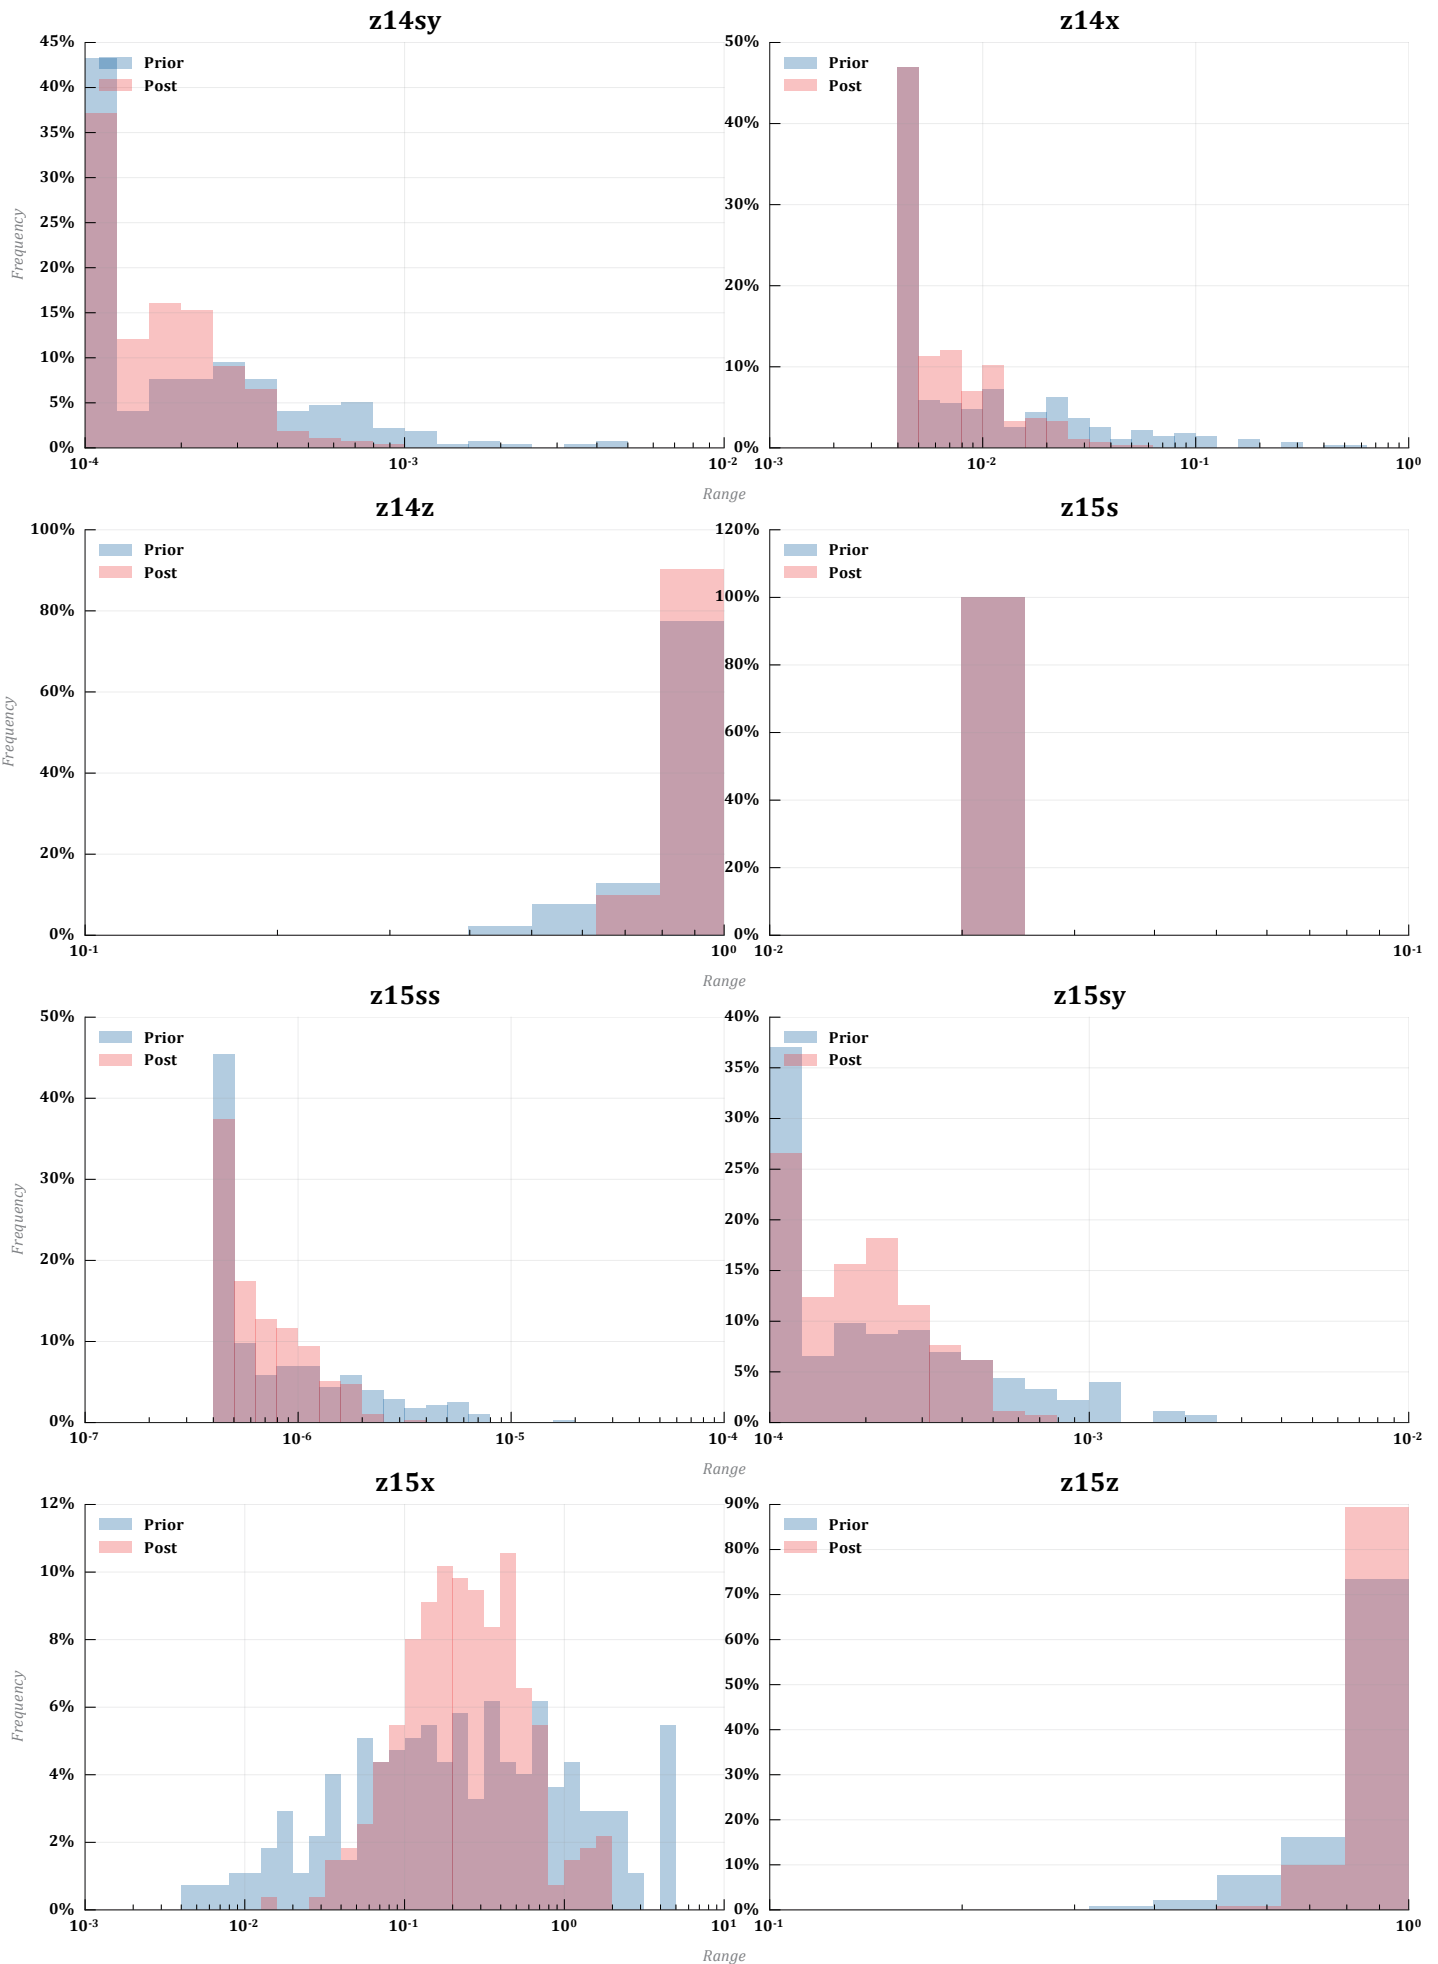 z14sy
45%
40%
35%
30%
25%
20%
15%
10%
5%
0%
Prior
Post
Frequency
10-4
10-3
10-2
z14x
50%
40%
30%
20%
10%
0%
Prior
Post
10-3
10-2
10-1
100
Range
z14z
100%
80%
60%
40%
20%
0%
Prior
Post
Frequency
10-1
100
z15s
120%
100%
80%
60%
40%
20%
0%
Prior
Post
10-2
10-1
Range
z15ss
50%
40%
30%
20%
10%
0%
Prior
Post
Frequency
10-7
10-6
10-5
10-4
z15sy
40%
35%
30%
25%
20%
15%
10%
5%
0%
Prior
Post
10-4
10-3
10-2
Range
z15x
12%
10%
8%
6%
4%
2%
0%
Prior
Post
Frequency
10-3
10-2
10-1
100
101
z15z
90%
80%
70%
60%
50%
40%
30%
20%
10%
0%
Prior
Post
10-1
100
Range